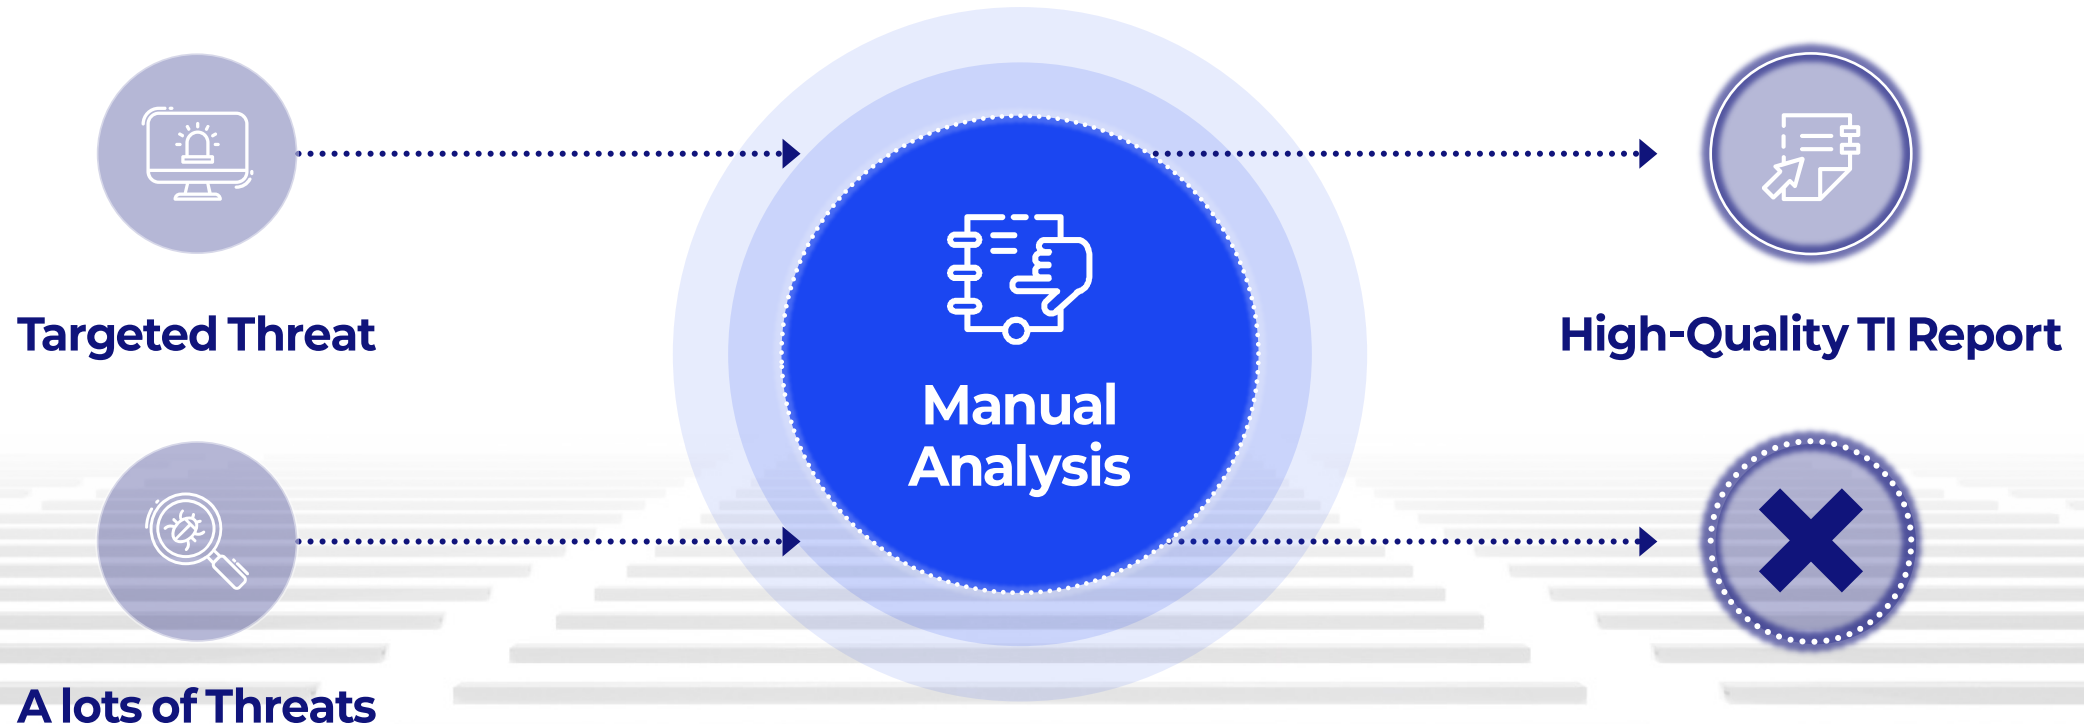 Targeted Threat
High-Quality TI Report
Manual
Analysis
A lots of Threats